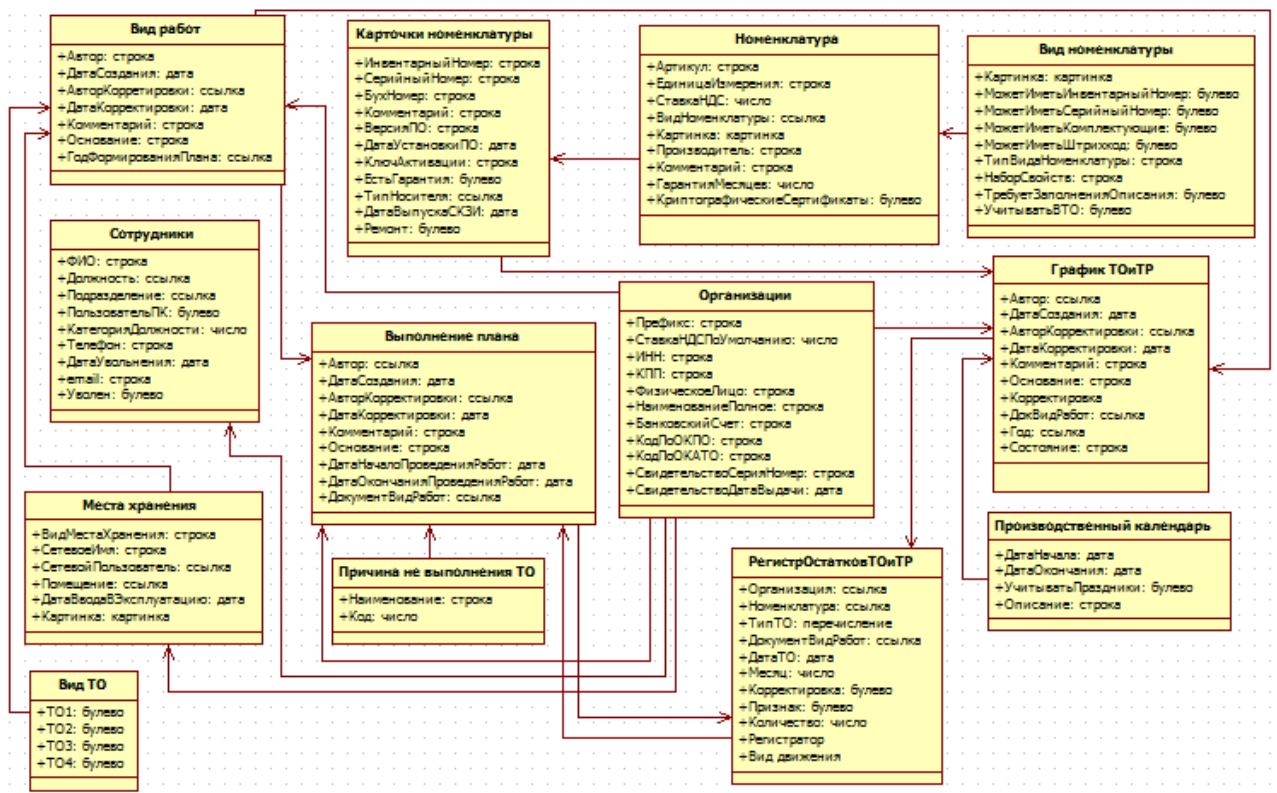 Вид работ
+Автор: строка
+ДатаСоздания: дата
+АвторКорретировки: ссылка
+ДатаКорректировки: дата
+Комментарий: строка
+Основание: строка
+ГодФормированияПлана: ссылка
Карточки номенклатуры
+ИнвентарныйНомер: строка
+СерийныйНомер: строка
+БухНомер: строка
+Комментарий: строка
+ВерсияПО: строка
+ДатаУстановкиПО: дата
+КлючАктивации: строка
+ЕстьГарантия: булево
+ТипНосителя: ссылка
+ДатаВыпускаСКЗИ: дата
+Ремонт: булево
Номенклатура
+Артикул: строка
+ЕдиницаИзмерения: строка
+СтавкаНДС: число
+ВидНоменклатуры: ссылка
+Картинка: картинка
+Производитель: строка
+Комментарий: строка
+ГарантияМесяцев: число
+КриптографическиеСертификаты: булево
Вид номенклатуры
+Картинка: картинка
+МожетИметьИнвентарныйНомер: булево
+МожетИметьСерийныйНомер: булево
+МожетИметьКомплектующие: булево
+МожетИметьШтрихкод: булево
+ТипВидаНоменклатуры: строка
+НаборСвойств: строка
+ТребуетЗаполненияОписания: булево
+УчитыватьВТО: булево
Сотрудники
+ФИО: строка
+Должность: ссылка
+Подразделение: ссылка
+ПользовательПК: булево
+КатегорияДолжности: число
+Телефон: строка
+ДатаУвольнения: дата
+email: строка
+Уволен: булево
Выполнение плана
+Автор: ссылка
+ДатаСоздания: дата
+АвторКорректировки: ссылка
+ДатаКорректировки: дата
+Комментарий: строка
+Основание: строка
+ДатаНачалоПроведенияРабот: дата
+ДатаОкончанияПроведенияРабот: дата
+ДокументВидРабот: ссылка
Организации
+Префикс: строка
+СтавкаНДСПоУмолчанию: число
+ИНН: строка
+КПП: строка
+ФизическоеЛицо: строка
+НаименованиеПолное: строка
+БанковскийСчет: строка
+КодПоОКПО: строка
+КодПоОКАТО: строка
+СвидетельствоСерияНомер: строка
+СвидетельствоДатаВыдачи: дата
График ТОиТР
+Автор: ссылка
+ДатаСоздания: дата
+АвторКорректировки: ссылка
+ДатаКорректировки: дата
+Комментарий: строка
+Основание: строка
+Корректировка
+ДокВидРабот: ссылка
+Год: ссылка
+Состояние: строка
Места хранения
+ВидМестаХранения: строка
+СетевоеИмя: строка
+СетевойПользователь: ссылка
+Помещение: ссылка
+ДатаВводаВЭксплуатацию: дата
+Картинка: картинка
Причина не выполнения ТО
+Наименование: строка
+Код: число
РегистрОстатковТОиТР
+Организация: ссылка
+Номенклатура: ссылка
+ТипТО: перечисление
+ДокументВидРабот: ссылка
+ДатаТО: дата
+Месяц: число
+Корректировка: булево
+Признак: булево
+Количество: число
+Регистратор
+Вид движения
Производственный календарь
+ДатаНачала: дата
+ДатаОкончания: дата
+УчитыватьПраздники: булево
+Описание: строка
Вид ТО
+ТО1: булево
+ТО2: булево
+ТО3: булево
+ТО4: булево